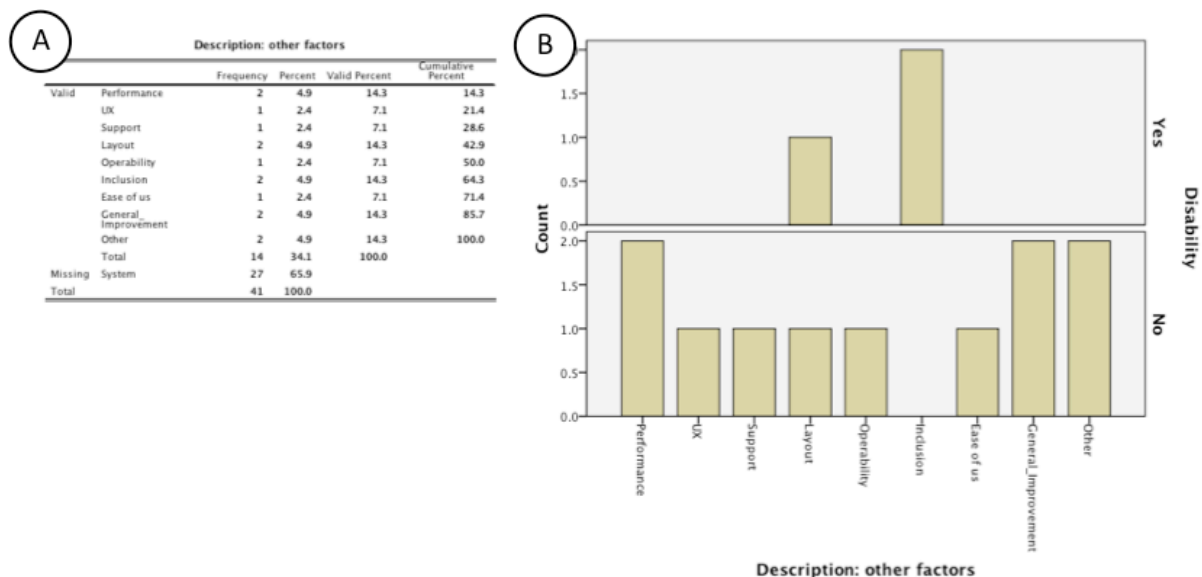 A
Description: other factors
Frequency Percent Valid Percent Cumulative Percent
Valid Performance 2 4.9 14.3 14.3
UX 1 2.4 7.1 21.4
Support 1 2.4 7.1 28.6
Layout 2 4.9 14.3 42.9
Operability 1 2.4 7.1 50.0
Inclusion 2 4.9 14.3 64.3
Ease of us 1 2.4 7.1 71.4
General_
Improvement 2 4.9 14.3 85.7
Other 2 4.9 14.3 100.0
Total 14 34.1 100.0
Missing System 27 65.9
Total 41 100.0
B
1.5
1.0
0.5
0.0
Yes
2.0
1.5
1.0
0.5
0.0
No
Count
Disability
Performance
UX
Support
Layout
Operability
Inclusion
Ease of us
General_Improvement
Other
Description: other factors